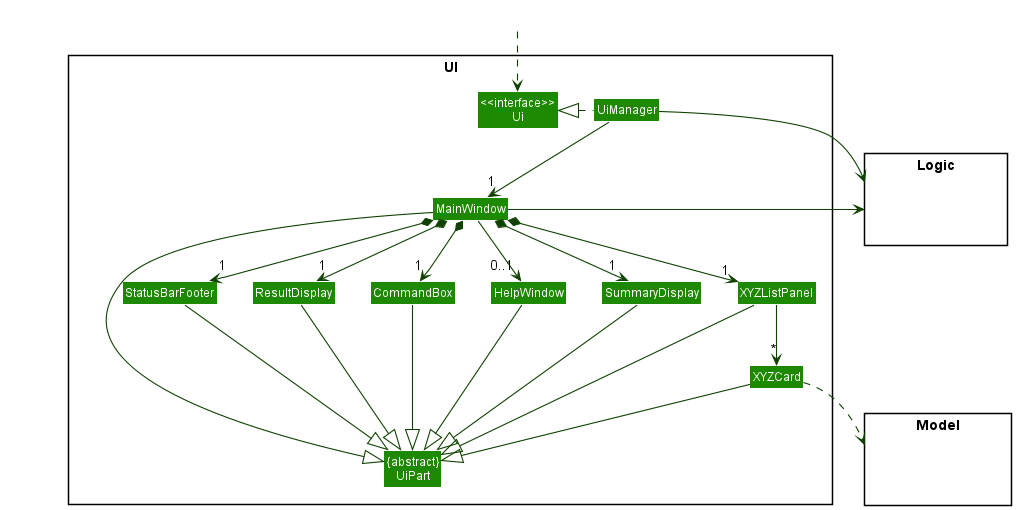 UI
<<interface>>
Ui
UiManager
Logic
1
MainWindow
1
1
1
0..1
1
1
StatusBarFooter
ResultDisplay
CommandBox
HelpWindow
SummaryDisplay
XYZListPanel
*
XYZCard
Model
{abstract}
UiPart